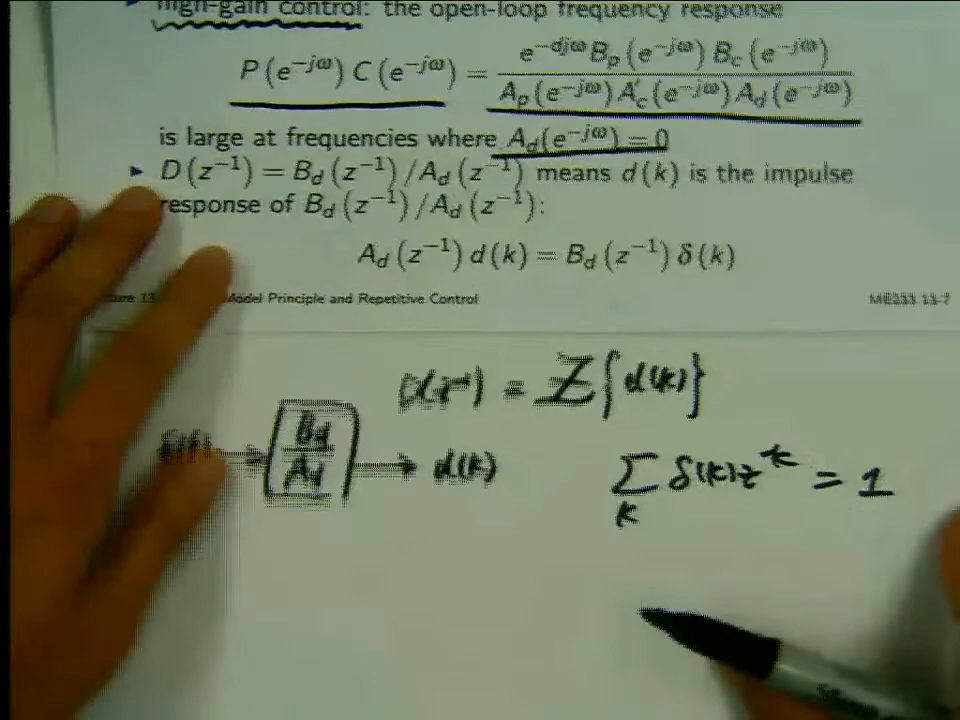 high-gain control: the open-loop frequency response
P(e^{-jω}) C(e^{-jω}) = e^{-djω}B_p(e^{-jω}) B_c(e^{-jω}) / A_p(e^{-jω}) A'_c(e^{-jω}) A_d(e^{-jω})
is large at frequencies where A_d(e^{-jω}) = 0
► D(z^{-1}) = B_d(z^{-1})/A_d(z^{-1}) means d(k) is the impulse
response of B_d(z^{-1})/A_d(z^{-1}):
A_d(z^{-1}) d(k) = B_d(z^{-1}) δ(k)
Model Principle and Repetitive Control ME233 13-7
D(z^{-1}) = Z{d(k)}
B_d / A_d → d(k)
∑_k δ(k)z^{-k} = 1